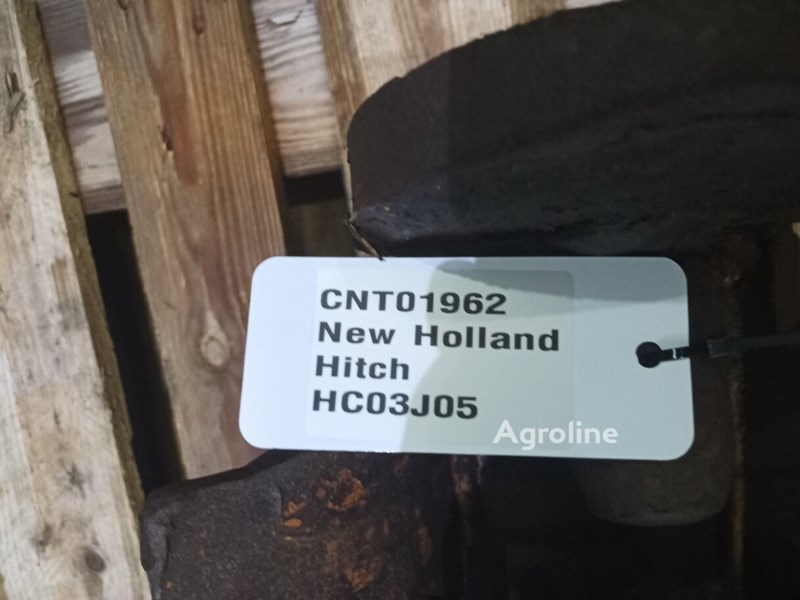 CNT01962
New Holland
Hitch
HC03J05
Agroline